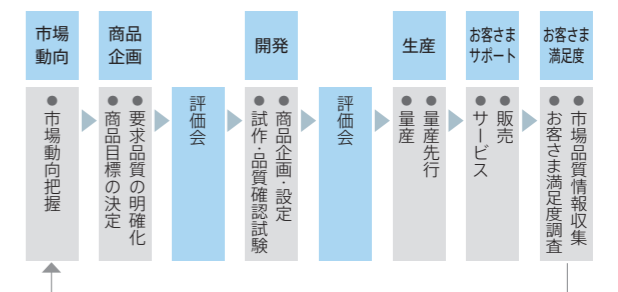 市場
動向
商品
企画
開発
生産
お客さま
サポート
お客さま
満足度
●市場動向把握
●要求品質の明確化
●商品目標の決定
評価会
●商品企画・設定
●試作・品質確認試験
評価会
●量産先行
●量産
●販売
●サービス
●市場品質情報収集
●お客さま満足度調査